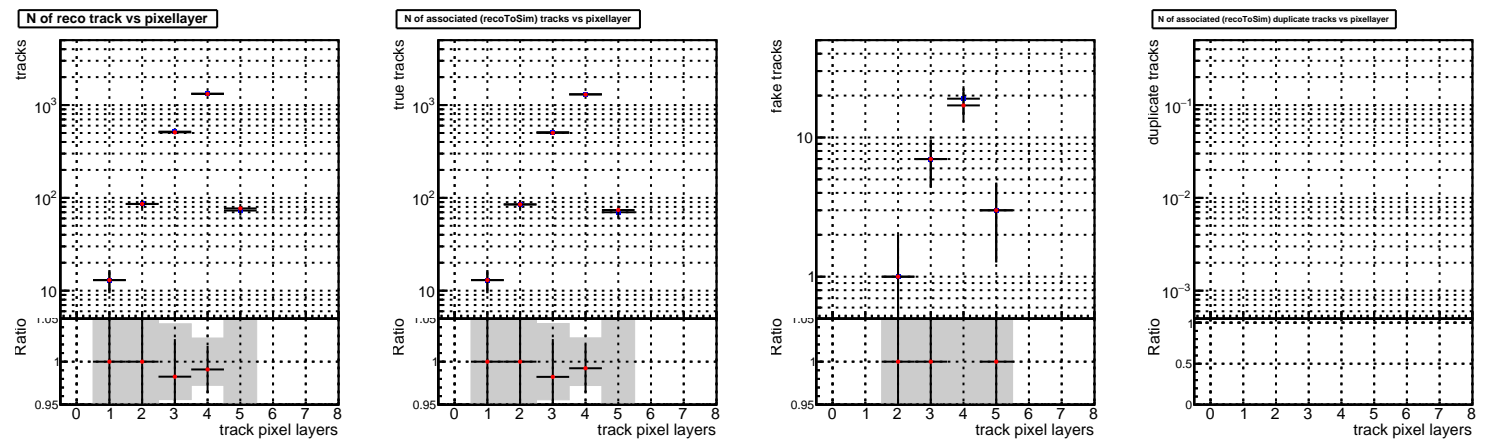 N of reco track vs pixellayer
tracks
10³
10²
10
Ratio
1.05
1
0.95
0 1 2 3 4 5 6 7 8
track pixel layers
N of associated (recoToSim) tracks vs pixellayer
true tracks
10³
10²
10
Ratio
1.05
1
0.95
0 1 2 3 4 5 6 7 8
track pixel layers
fake tracks
10
1
Ratio
1.05
1
0.95
0 1 2 3 4 5 6 7 8
track pixel layers
N of associated (recoToSim) duplicate tracks vs pixellayer
duplicate tracks
10⁻¹
10⁻²
10⁻³
Ratio
1
0.5
0
0 1 2 3 4 5 6 7 8
track pixel layers